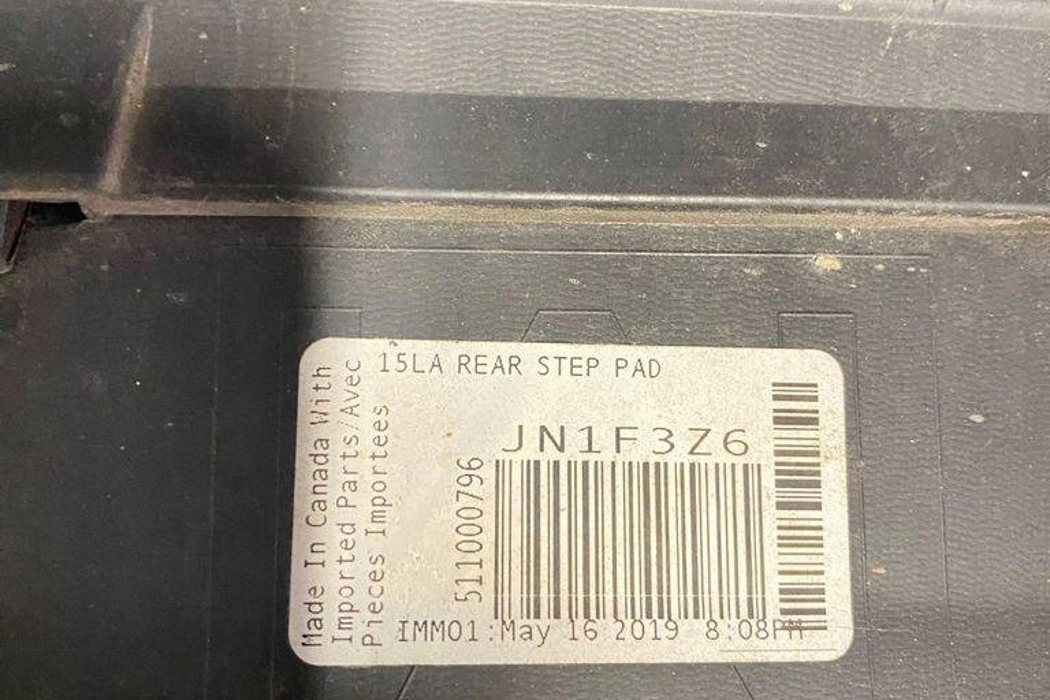 15LA REAR STEP PAD
Made In Canada With
Imported Parts/Avec
Pieces Importees
JN1F3Z6
511000796
IMM01:May 16 2019 8:08PM